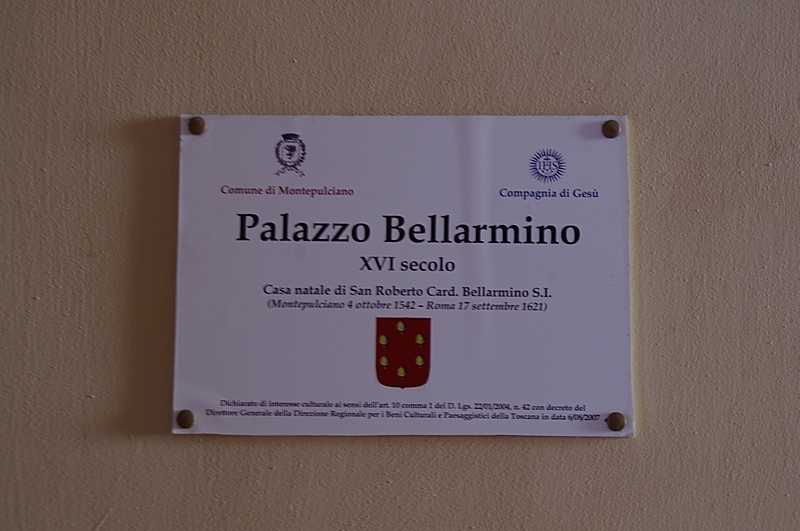 IHS
Comune di Montepulciano
Compagnia di Gesù
Palazzo Bellarmino
XVI secolo
Casa natale di San Roberto Card. Bellarmino S.I.
(Montepulciano 4 ottobre 1542 – Roma 17 settembre 1621)
Dichiarato di interesse culturale ai sensi dell'art. 10 comma 1 del D. Lgs. 22/01/2004, n. 42 con decreto del
Direttore Generale della Direzione Regionale per i Beni Culturali e Paesaggistici della Toscana in data 6/08/2007